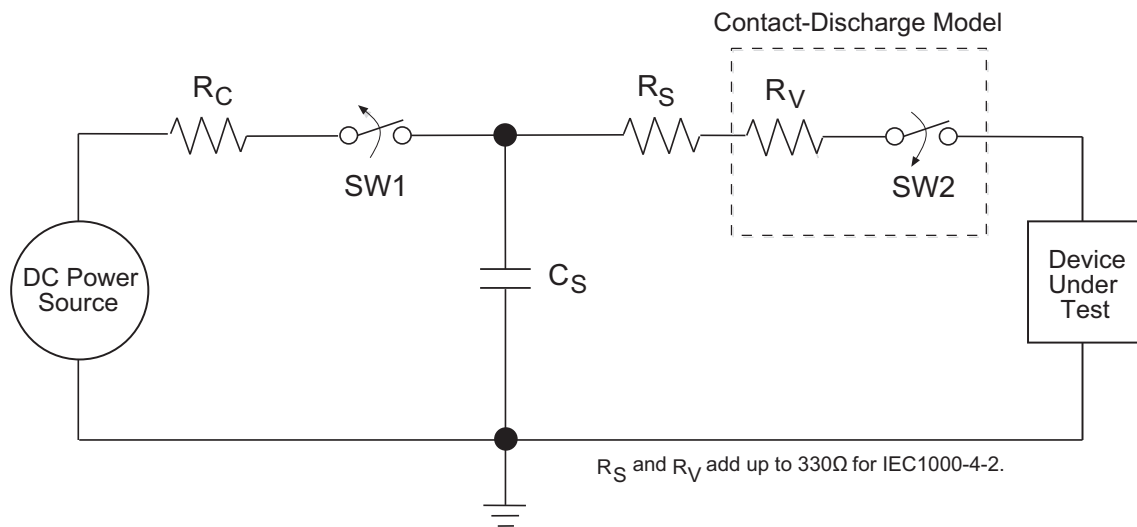 Contact-Discharge Model
RC
RS
RV
SW1
SW2
DC Power
Source
CS
Device
Under
Test
RS and RV add up to 330Ω for IEC1000-4-2.